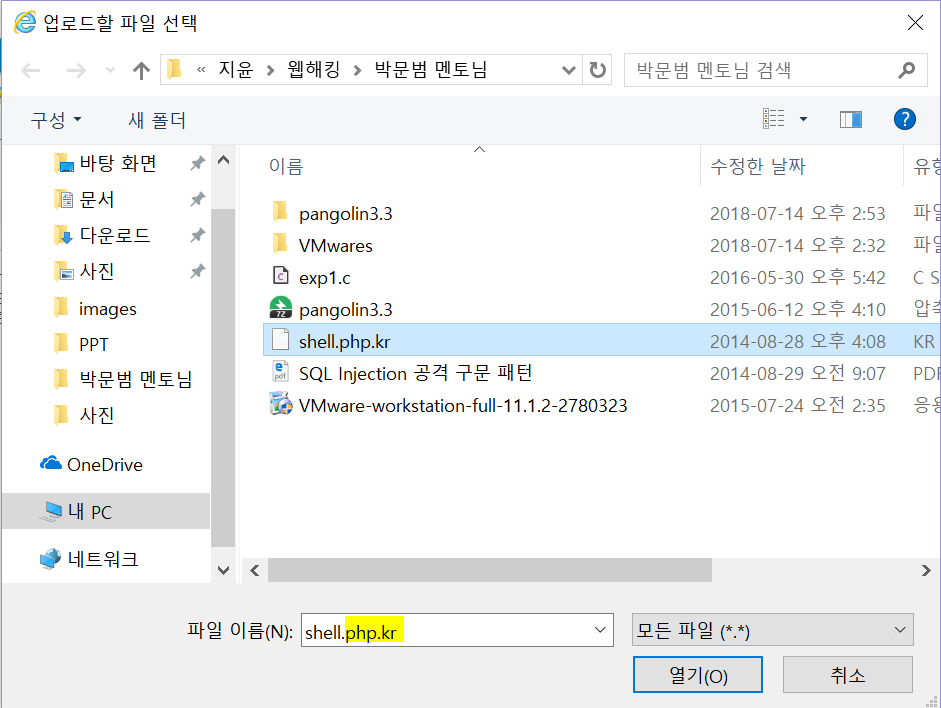 업로드할 파일 선택
« 지윤 > 웹해킹 > 박문범 멘토님
박문범 멘토님 검색
구성 새 폴더
바탕 화면
문서
다운로드
사진
images
PPT
박문범 멘토님
사진
OneDrive
내 PC
네트워크
이름 수정한 날짜 유형
pangolin3.3 2018-07-14 오후 2:53 파일
VMwares 2018-07-14 오후 2:32 파일
exp1.c 2016-05-30 오후 5:42 C S
pangolin3.3 2015-06-12 오후 4:10 압축
shell.php.kr 2014-08-28 오후 4:08 KR
SQL Injection 공격 구문 패턴 2014-08-29 오전 9:07 PDF
VMware-workstation-full-11.1.2-2780323 2015-07-24 오전 2:35 응용
파일 이름(N): shell.php.kr 모든 파일 (*.*)
열기(O) 취소